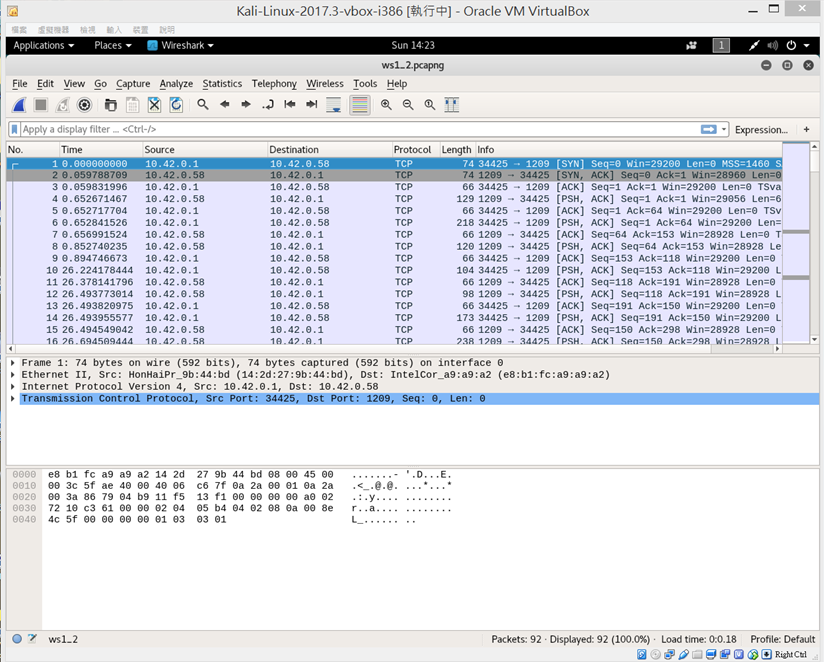 Kali-Linux-2017.3-vbox-i386 [執行中] - Oracle VM VirtualBox
檔案 虛擬機器 檢視 輸入 裝置 說明
Applications Places Wireshark Sun 14:23 1
ws1_2.pcapng
File Edit View Go Capture Analyze Statistics Telephony Wireless Tools Help
Apply a display filter ... <Ctrl-/> Expression... +
No. Time Source Destination Protocol Length Info
1 0.000000000 10.42.0.1 10.42.0.58 TCP 74 34425 → 1209 [SYN] Seq=0 Win=29200 Len=0 MSS=1460 S
2 0.059788709 10.42.0.58 10.42.0.1 TCP 74 1209 → 34425 [SYN, ACK] Seq=0 Ack=1 Win=28960 Len=0
3 0.059831996 10.42.0.1 10.42.0.58 TCP 66 34425 → 1209 [ACK] Seq=1 Ack=1 Win=29200 Len=0 TSva
4 0.652671467 10.42.0.58 10.42.0.1 TCP 129 1209 → 34425 [PSH, ACK] Seq=1 Ack=1 Win=29056 Len=6
5 0.652717704 10.42.0.1 10.42.0.58 TCP 66 34425 → 1209 [ACK] Seq=1 Ack=64 Win=29200 Len=0 TSv
6 0.652841526 10.42.0.1 10.42.0.58 TCP 218 34425 → 1209 [PSH, ACK] Seq=1 Ack=64 Win=29200 Len=
7 0.656991524 10.42.0.58 10.42.0.1 TCP 66 1209 → 34425 [ACK] Seq=64 Ack=153 Win=28928 Len=0 T
8 0.852740235 10.42.0.58 10.42.0.1 TCP 120 1209 → 34425 [PSH, ACK] Seq=64 Ack=153 Win=28928 Le
9 0.894746673 10.42.0.1 10.42.0.58 TCP 66 34425 → 1209 [ACK] Seq=153 Ack=118 Win=29200 Len=0
10 26.224178444 10.42.0.1 10.42.0.58 TCP 104 34425 → 1209 [PSH, ACK] Seq=153 Ack=118 Win=29200 L
11 26.378141796 10.42.0.58 10.42.0.1 TCP 66 1209 → 34425 [ACK] Seq=118 Ack=191 Win=28928 Len=0
12 26.493773014 10.42.0.58 10.42.0.1 TCP 98 1209 → 34425 [PSH, ACK] Seq=118 Ack=191 Win=28928 L
13 26.493820975 10.42.0.1 10.42.0.58 TCP 66 34425 → 1209 [ACK] Seq=191 Ack=150 Win=29200 Len=0
14 26.493955577 10.42.0.1 10.42.0.58 TCP 173 34425 → 1209 [PSH, ACK] Seq=191 Ack=150 Win=29200 L
15 26.494549042 10.42.0.58 10.42.0.1 TCP 66 1209 → 34425 [ACK] Seq=150 Ack=298 Win=28928 Len=0
16 26.694509444 10.42.0.58 10.42.0.1 TCP 238 1209 → 34425 [PSH, ACK] Seq=150 Ack=298 Win=28928 L
Frame 1: 74 bytes on wire (592 bits), 74 bytes captured (592 bits) on interface 0
Ethernet II, Src: HonHaiPr_9b:44:bd (14:2d:27:9b:44:bd), Dst: IntelCor_a9:a9:a2 (e8:b1:fc:a9:a9:a2)
Internet Protocol Version 4, Src: 10.42.0.1, Dst: 10.42.0.58
Transmission Control Protocol, Src Port: 34425, Dst Port: 1209, Seq: 0, Len: 0
0000 e8 b1 fc a9 a9 a2 14 2d 27 9b 44 bd 08 00 45 00 .......- '.D...E.
0010 00 3c 5f ae 40 00 40 06 c6 7f 0a 2a 00 01 0a 2a .<_.@.@. ...*...*
0020 00 3a 86 79 04 b9 11 f5 13 f1 00 00 00 00 a0 02 .:.y.... ........
0030 72 10 c3 61 00 00 02 04 05 b4 04 02 08 0a 00 8e r..a.... ........
0040 4c 5f 00 00 00 00 01 03 03 01 L_...... ..
ws1_2 Packets: 92 · Displayed: 92 (100.0%) · Load time: 0:0.18 Profile: Default
Right Ctrl